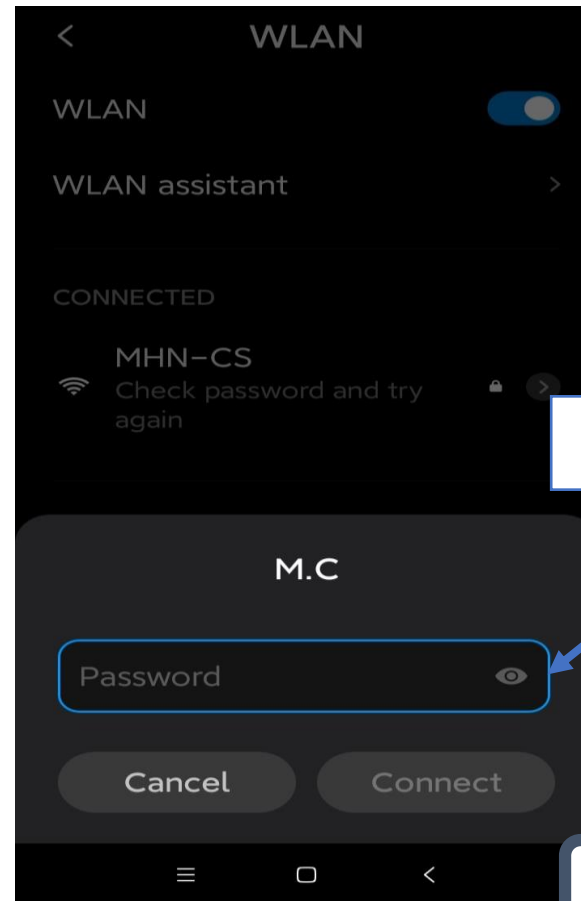 WLAN
WLAN
WLAN assistant
CONNECTED
MHN-CS
Check password and try
again
M.C
Password
Cancel
Connect